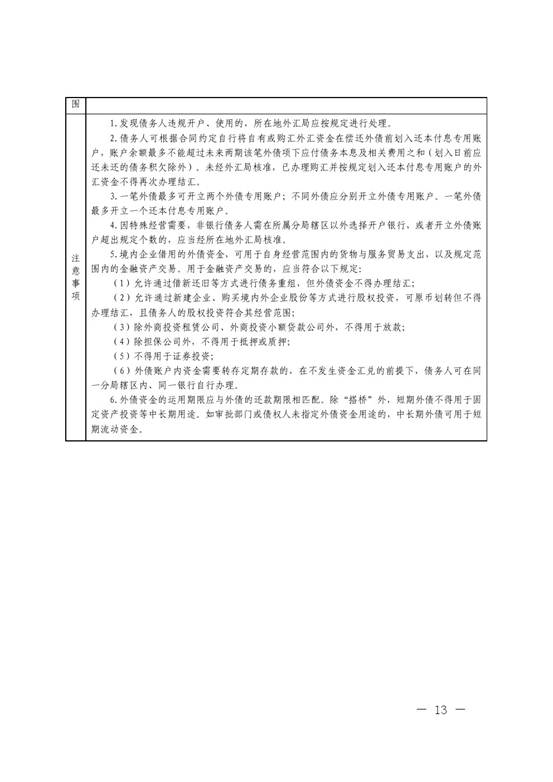 围
注意事项
1.发现债务人违规开户、使用的，所在地外汇局应按规定进行处理。
2.债务人可根据合同约定自行将自有或购汇外汇资金在偿还外债前划入还本付息专用账
户，账户余额最多不能超过未来两期该笔外债项下应付债务本息及相关费用之和（划入日前应
还未还的债务积欠除外）。未经外汇局核准，已办理购汇并按规定划入还本付息专用账户的外
汇资金不得再次办理结汇。
3.一笔外债最多可开立两个外债专用账户；不同外债应分别开立外债专用账户。一笔外债
最多开立一个还本付息专用账户。
4.因特殊经营需要，非银行债务人需在所属分局辖区以外选择开户银行，或者开立外债账
户超出规定个数的，应当经所在地外汇局核准。
5.境内企业借用的外债资金，可用于自身经营范围内的货物与服务贸易支出，以及规定范
围内的金融资产交易。用于金融资产交易的，应当符合以下规定：
（1）允许通过借新还旧等方式进行债务重组，但外债资金不得办理结汇；
（2）允许通过新建企业、购买境内外企业股份等方式进行股权投资，可原币划转但不得
办理结汇，且债务人的股权投资符合其经营范围；
（3）除外商投资租赁公司、外商投资小额贷款公司外，不得用于放款；
（4）除担保公司外，不得用于抵押或质押；
（5）不得用于证券投资；
（6）外债账户内资金需要转存定期存款的，在不发生资金汇兑的前提下，债务人可在同
一分局辖区内、同一银行自行办理。
6.外债资金的运用期限应与外债的还款期限相匹配。除“搭桥”外，短期外债不得用于固
定资产投资等中长期用途。如审批部门或债权人未指定外债资金用途的，中长期外债可用于短
期流动资金。
— 13 —